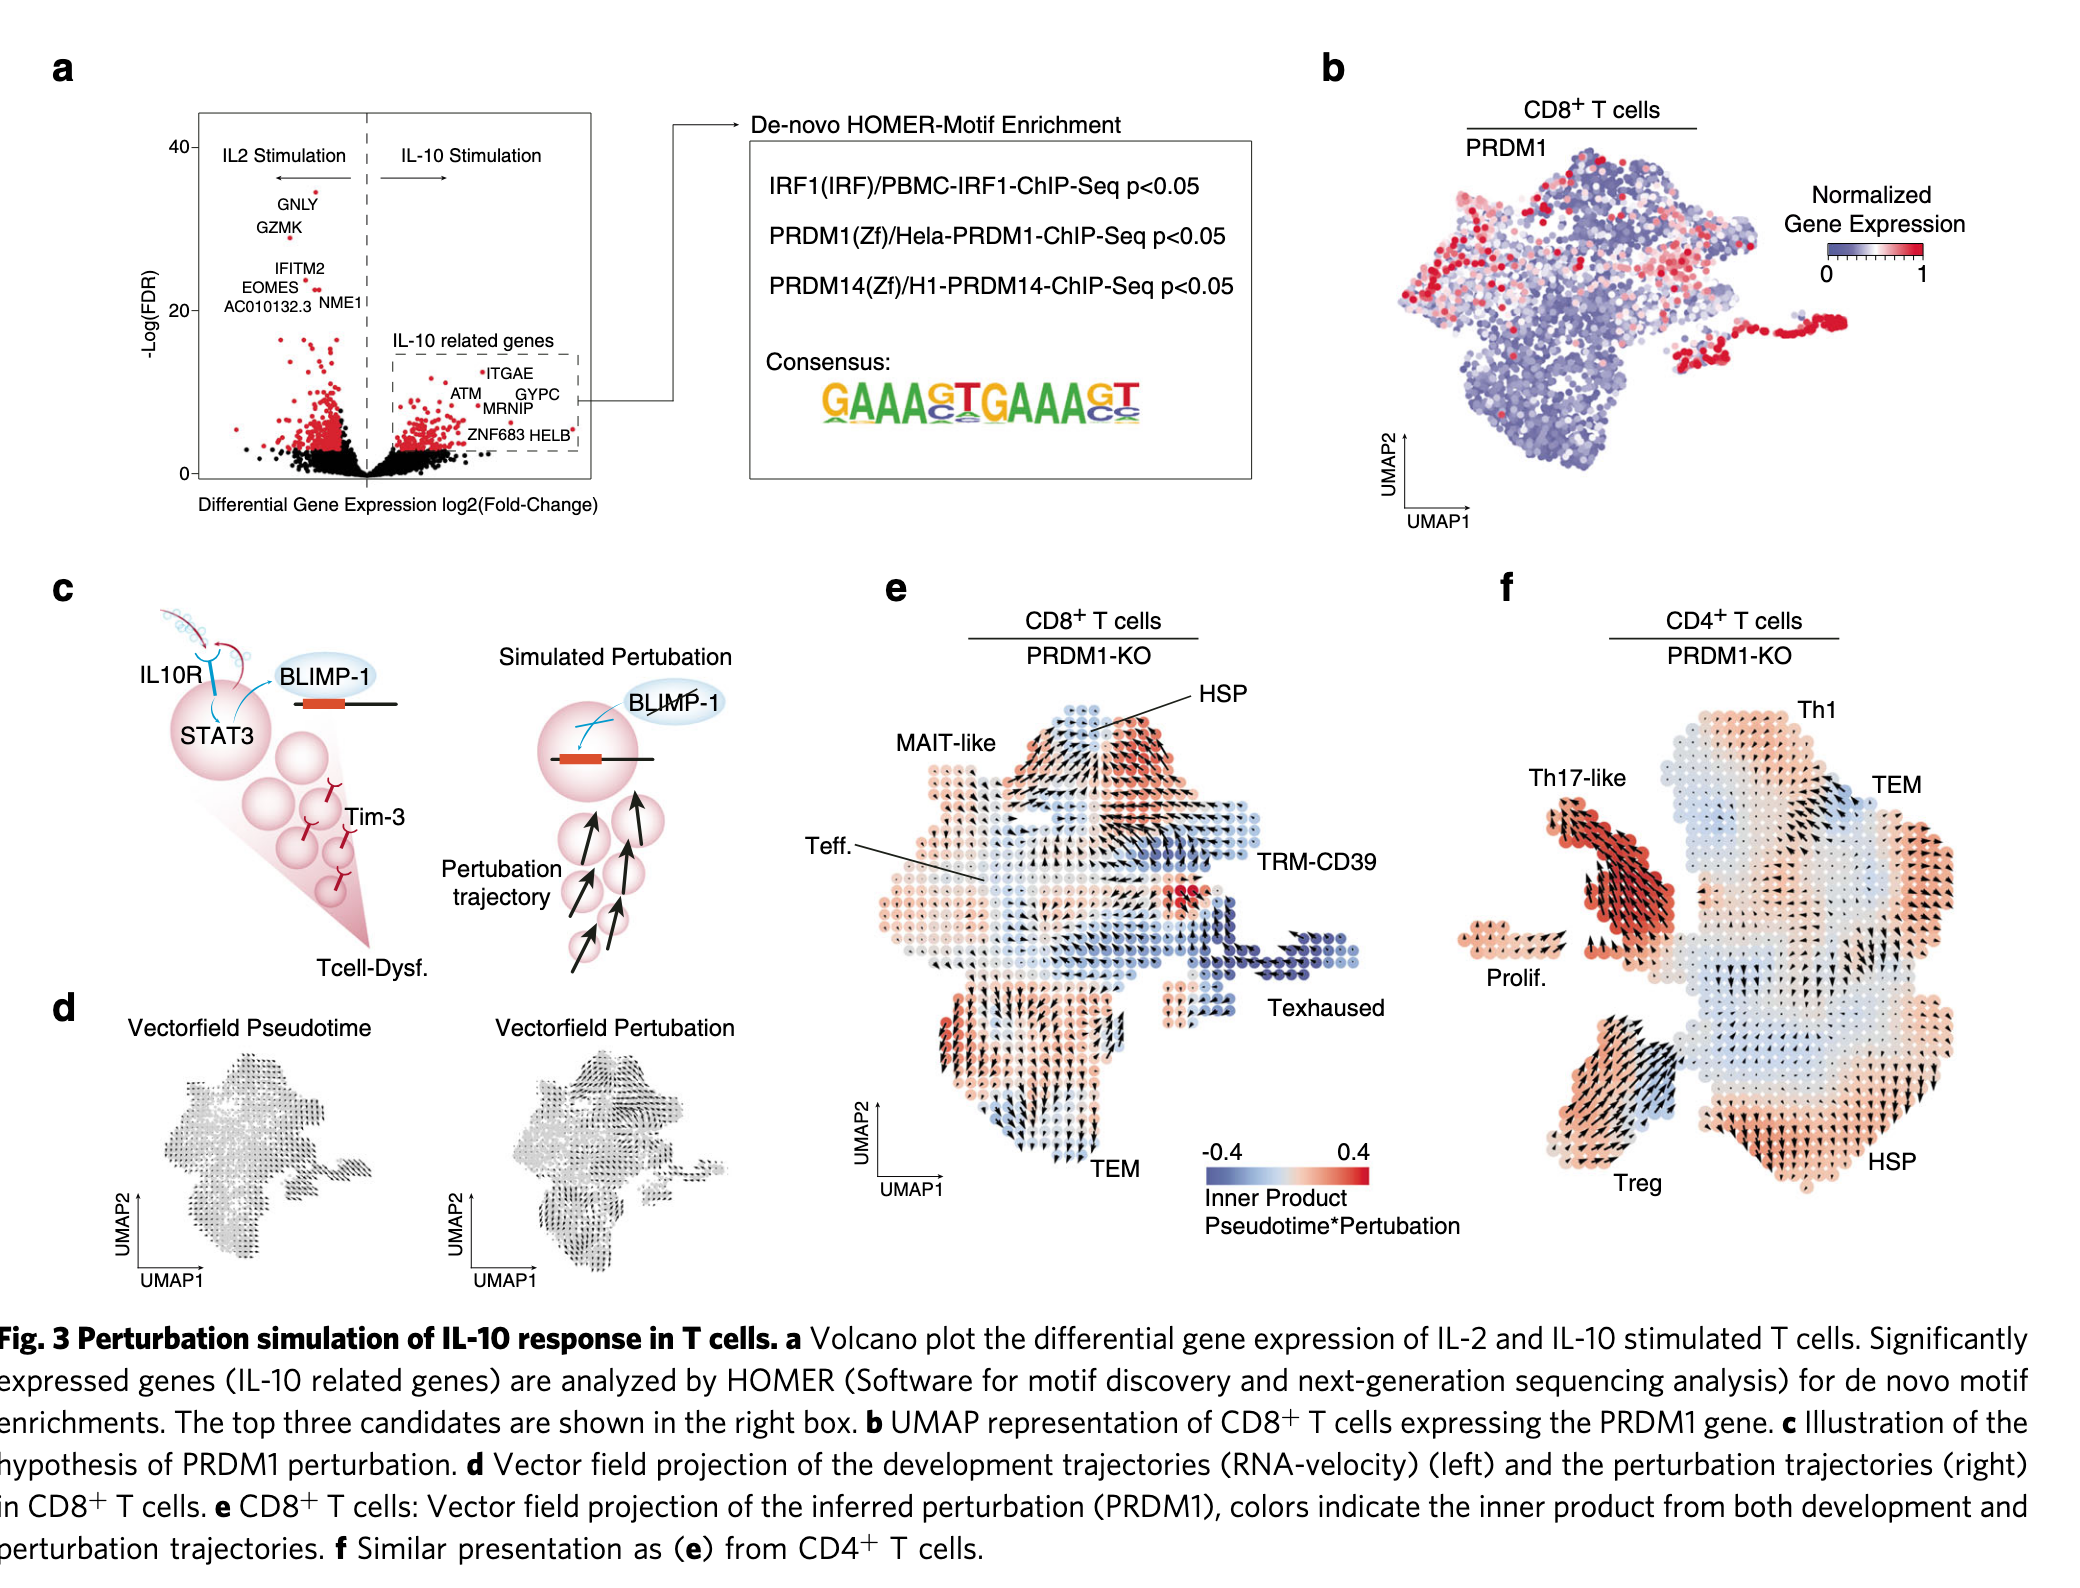 a
40
20
0
-Log(FDR)
IL2 Stimulation
IL-10 Stimulation
GNLY
GZMK
IFITM2
EOMES
AC010132.3
NME1
IL-10 related genes
ITGAE
ATM
GYPC
MRNIP
ZNF683
HELB
Differential Gene Expression log2(Fold-Change)
De-novo HOMER-Motif Enrichment
IRF1(IRF)/PBMC-IRF1-ChIP-Seq p<0.05
PRDM1(Zf)/Hela-PRDM1-ChIP-Seq p<0.05
PRDM14(Zf)/H1-PRDM14-ChIP-Seq p<0.05
Consensus:
GAAAGTGAAAGT
b
CD8+ T cells
PRDM1
Normalized
Gene Expression
0 1
UMAP2
UMAP1
c
IL10R
BLIMP-1
STAT3
Tim-3
Tcell-Dysf.
Simulated Pertubation
BLIMP-1
Pertubation
trajectory
d
Vectorfield Pseudotime
UMAP2
UMAP1
Vectorfield Pertubation
UMAP2
UMAP1
e
CD8+ T cells
PRDM1-KO
HSP
MAIT-like
Teff.
TRM-CD39
Texhaused
TEM
UMAP2
UMAP1
-0.4 0.4
Inner Product
Pseudotime*Pertubation
f
CD4+ T cells
PRDM1-KO
Th1
Th17-like
TEM
Prolif.
Treg
HSP
Fig. 3 Perturbation simulation of IL-10 response in T cells. a Volcano plot the differential gene expression of IL-2 and IL-10 stimulated T cells. Significantly
expressed genes (IL-10 related genes) are analyzed by HOMER (Software for motif discovery and next-generation sequencing analysis) for de novo motif
enrichments. The top three candidates are shown in the right box. b UMAP representation of CD8+ T cells expressing the PRDM1 gene. c Illustration of the
hypothesis of PRDM1 perturbation. d Vector field projection of the development trajectories (RNA-velocity) (left) and the perturbation trajectories (right)
in CD8+ T cells. e CD8+ T cells: Vector field projection of the inferred perturbation (PRDM1), colors indicate the inner product from both development and
perturbation trajectories. f Similar presentation as (e) from CD4+ T cells.